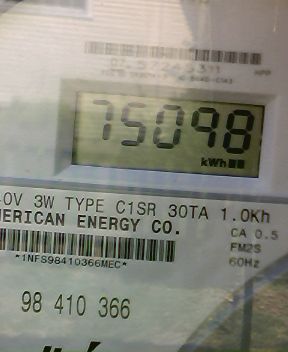 75098
kWh
0V 3W TYPE C1SR 30TA 1.0Kh
MERICAN ENERGY CO.
CA 0.5
FM2S
*1NFS98410366MEC*
60Hz
98 410 366